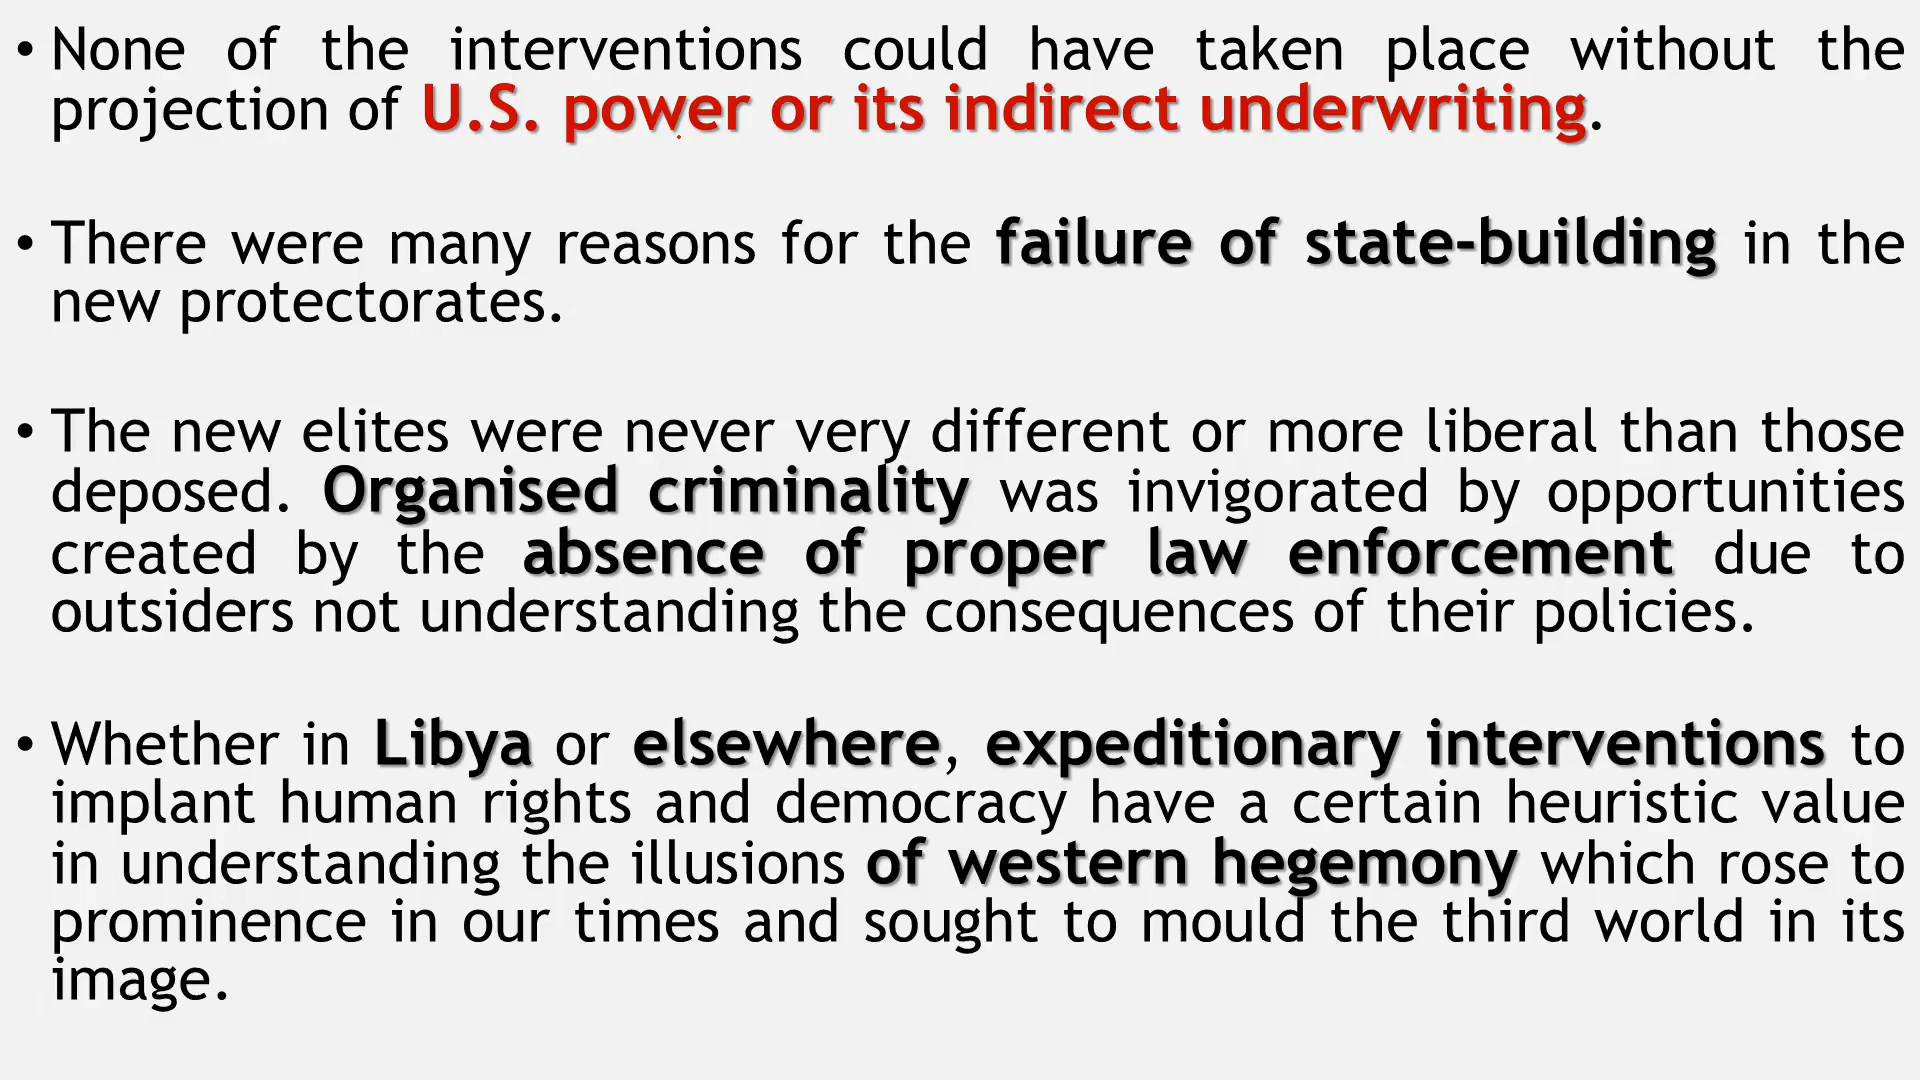 • None of the interventions could have taken place without the
projection of U.S. power or its indirect underwriting.
• There were many reasons for the failure of state-building in the
new protectorates.
• The new elites were never very different or more liberal than those
deposed. Organised criminality was invigorated by opportunities
created by the absence of proper law enforcement due to
outsiders not understanding the consequences of their policies.
• Whether in Libya or elsewhere, expeditionary interventions to
implant human rights and democracy have a certain heuristic value
in understanding the illusions of western hegemony which rose to
prominence in our times and sought to mould the third world in its
image.